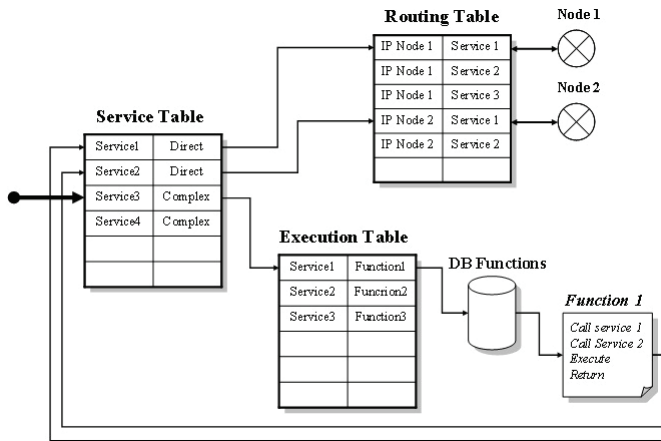 Routing Table
Node 1
IP Node 1 Service 1
IP Node 1 Service 2
IP Node 1 Service 3
IP Node 2 Service 1
IP Node 2 Service 2
Node 2
Service Table
Service1 Direct
Service2 Direct
Service3 Complex
Service4 Complex
Execution Table
Service1 Function1
Service2 Funcrion2
Service3 Function3
DB Functions
Function 1
Call service 1
Call Service 2
Execute
Return